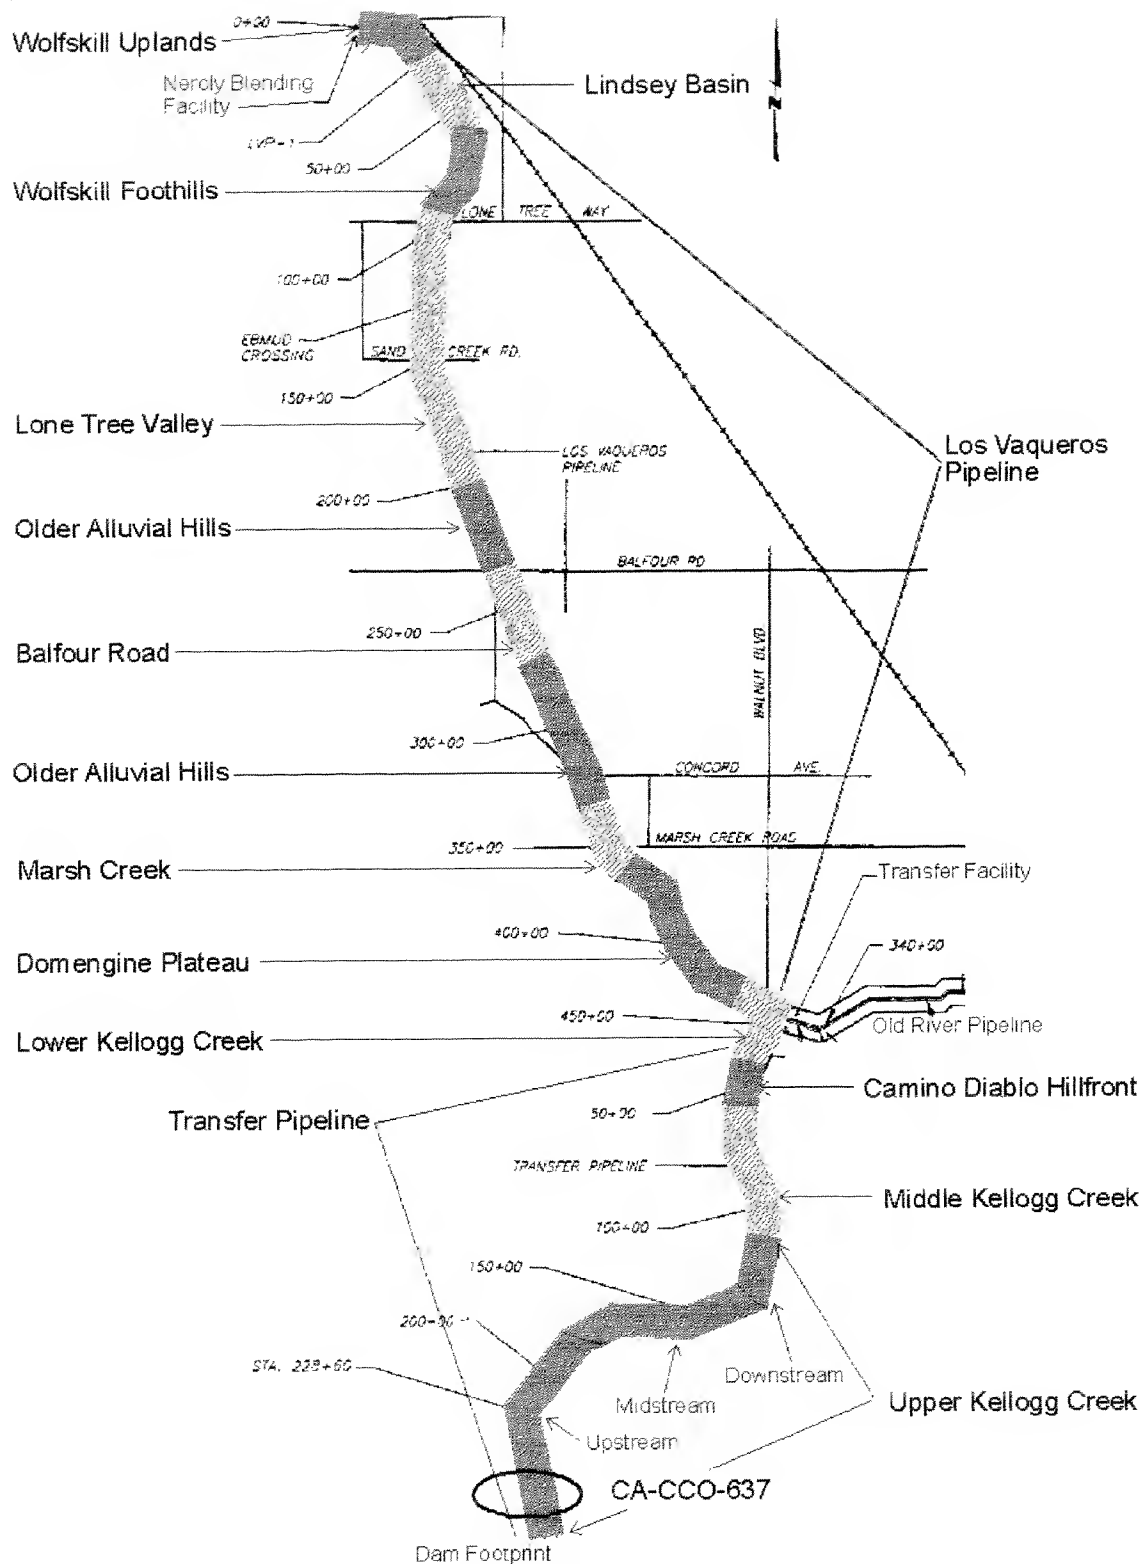 0+00
Wolfskill Uplands
Neroly Blending
Facility
Lindsey Basin
N
LVP-1
50+00
Wolfskill Foothills
LONE TREE WAY
100+00
EBMUD
CROSSING
SAND CREEK RD.
150+00
Lone Tree Valley
LOS VAQUEROS
PIPELINE
Los Vaqueros
Pipeline
200+00
Older Alluvial Hills
BALFOUR RD
250+00
Balfour Road
WALNUT BLVD
300+00
Older Alluvial Hills
CONCORD AVE.
MARSH CREEK ROAD
350+00
Marsh Creek
Transfer Facility
400+00
340+00
Domengine Plateau
450+00
Old River Pipeline
Lower Kellogg Creek
Camino Diablo Hillfront
50+00
Transfer Pipeline
TRANSFER PIPELINE
Middle Kellogg Creek
100+00
150+00
200+00
STA. 228+60
Downstream
Midstream
Upper Kellogg Creek
Upstream
CA-CCO-637
Dam Footprint